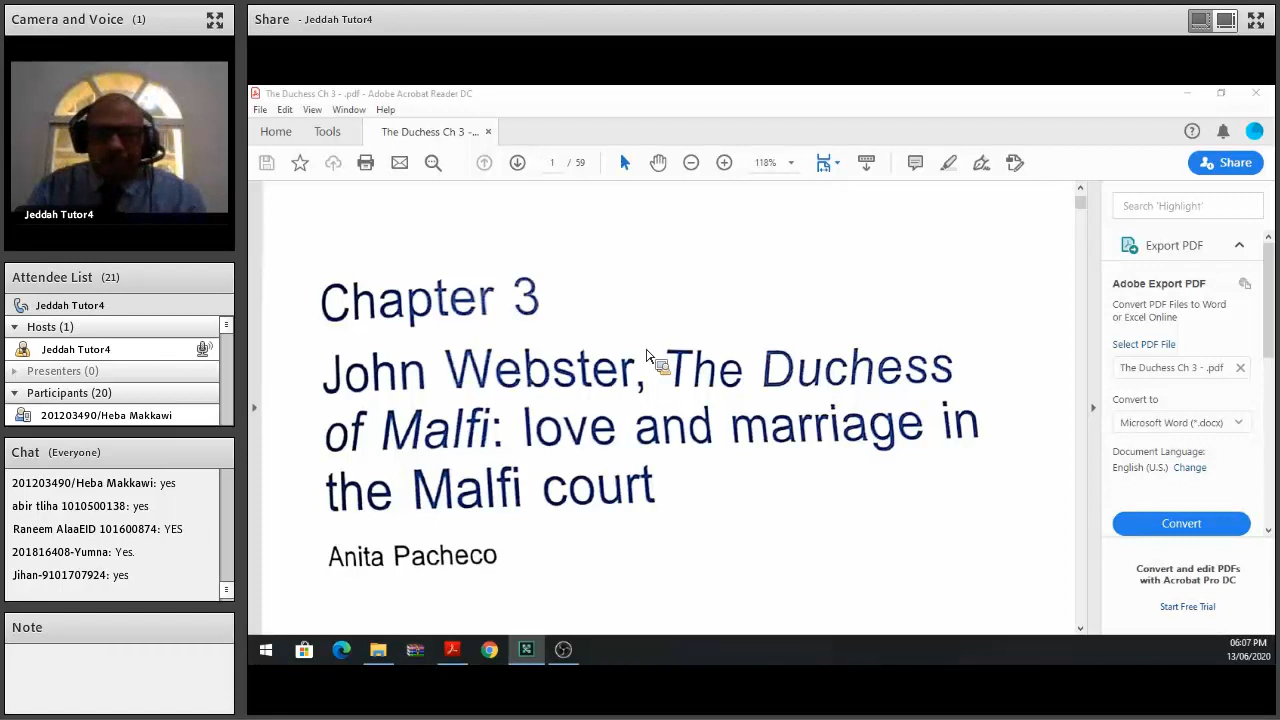 Camera and Voice (1)
Jeddah Tutor4
Attendee List (21)
Jeddah Tutor4
Hosts (1)
Jeddah Tutor4
Presenters (0)
Participants (20)
201203490/Heba Makkawi
Chat (Everyone)
201203490/Heba Makkawi: yes
abir tliha 1010500138: yes
Raneem AlaaEID 101600874: YES
201816408-Yumna: Yes.
Jihan-9101707924: yes
Note
Share - Jeddah Tutor4
The Duchess Ch 3 - .pdf - Adobe Acrobat Reader DC
File Edit View Window Help
Home Tools The Duchess Ch 3 -... ×
1 / 59 118% Share
Chapter 3
John Webster, The Duchess
of Malfi: love and marriage in
the Malfi court
Anita Pacheco
Search 'Highlight'
Export PDF
Adobe Export PDF
Convert PDF Files to Word
or Excel Online
Select PDF File
The Duchess Ch 3 - .pdf
Convert to
Microsoft Word (*.docx)
Document Language:
English (U.S.) Change
Convert
Convert and edit PDFs
with Acrobat Pro DC
Start Free Trial
06:07 PM
13/06/2020